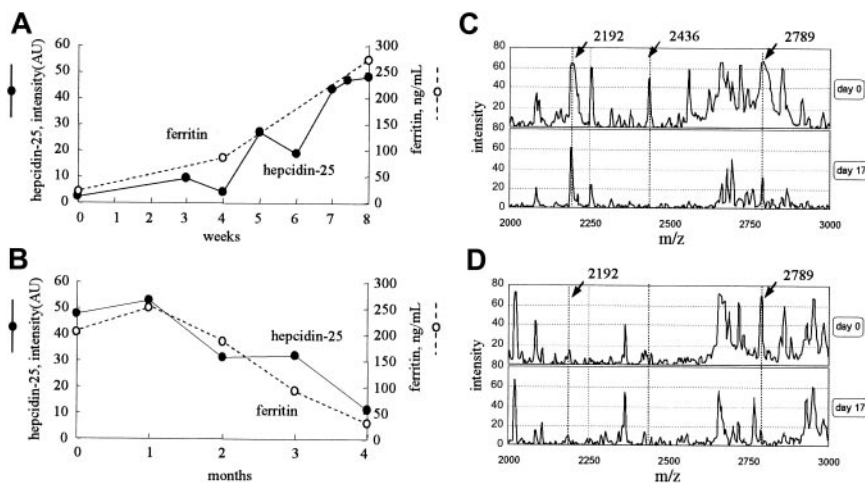 A
hepcidin-25, intensity(AU)
60
50
40
30
20
10
0
300
250
200
150
100
50
0
ferritin, ng/mL
ferritin
hepcidin-25
0 1 2 3 4 5 6 7 8
weeks
B
hepcidin-25, intensity(AU)
60
50
40
30
20
10
0
300
250
200
150
100
50
0
ferritin, ng/mL
hepcidin-25
ferritin
0 1 2 3 4
months
C
2192 2436 2789
80
60
40
20
0
day 0
intensity
60
40
20
0
day 17
2000 2250 2500 2750 3000
m/z
D
2192 2789
80
60
40
20
0
day 0
intensity
80
60
40
20
0
day 17
2000 2250 2500 2750 3000
m/z